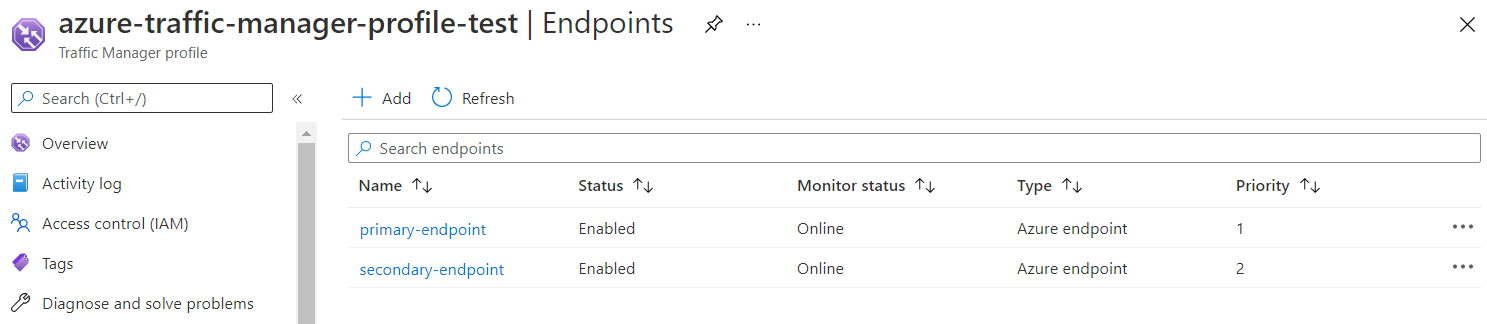 azure-traffic-manager-profile-test | Endpoints
Traffic Manager profile
Search (Ctrl+/)
Overview
Activity log
Access control (IAM)
Tags
Diagnose and solve problems
Add Refresh
Search endpoints
Name Status Monitor status Type Priority
primary-endpoint Enabled Online Azure endpoint 1
secondary-endpoint Enabled Online Azure endpoint 2